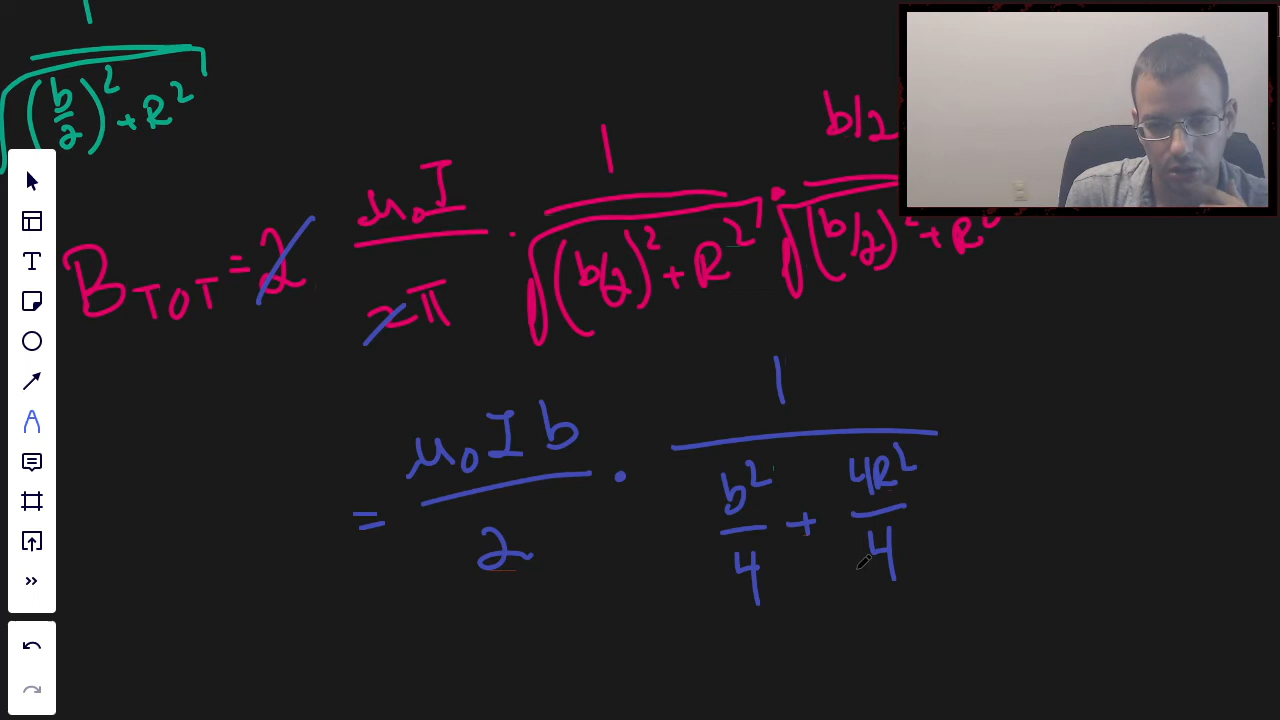 1 / √((b/2)² + R²)
B_TOT = 2 μ₀I / 2π · 1 / √((b/2)² + R²) · b/2 / √((b/2)² + R²)
= μ₀Ib / 2 · 1 / (b²/4 + 4R²/4)
T
A